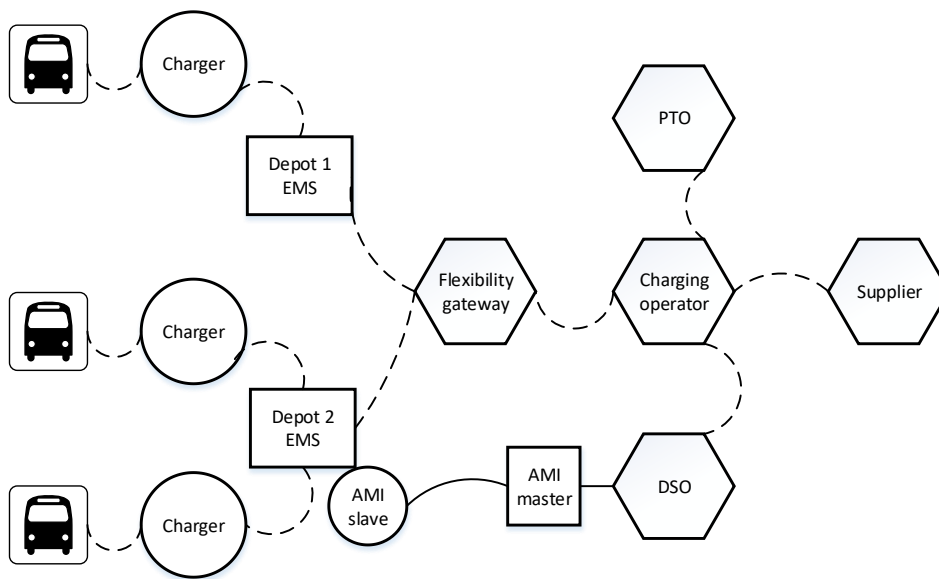 Charger
PTO
Depot 1
EMS
Flexibility
gateway
Charging
operator
Supplier
Charger
Depot 2
EMS
AMI
slave
AMI
master
DSO
Charger